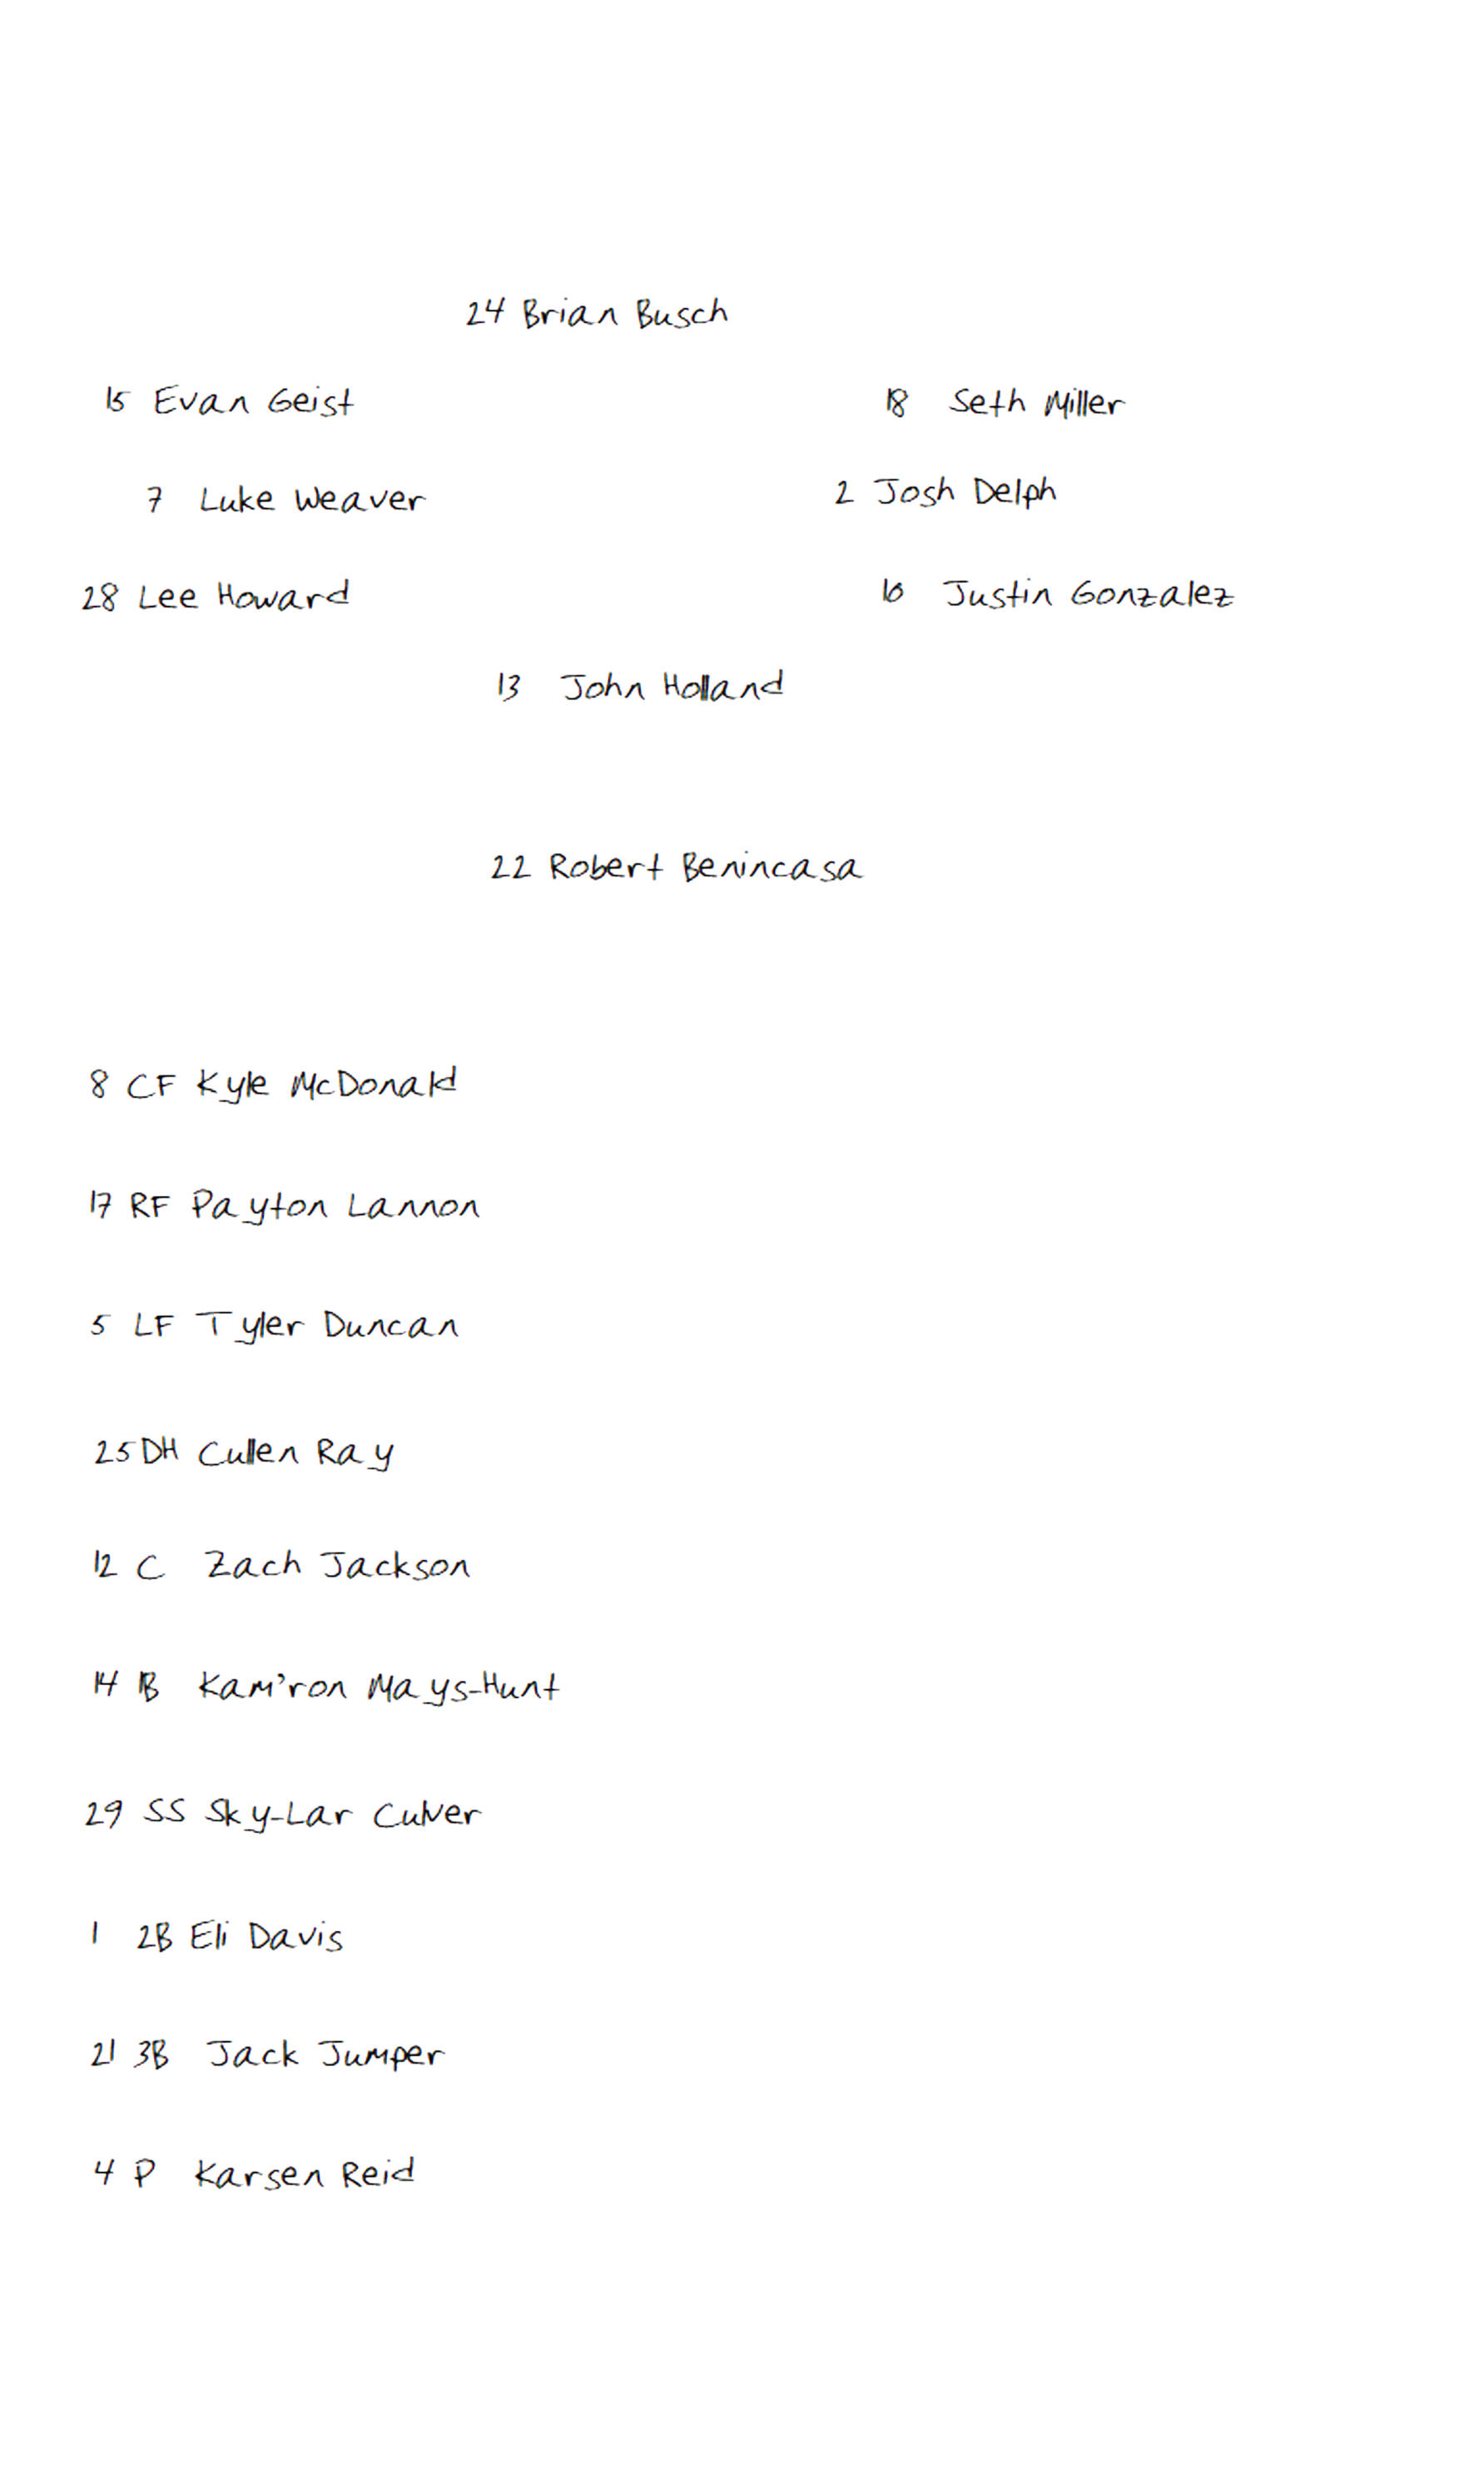 24 Brian Busch
15 Evan Geist
18 Seth Miller
7 Luke Weaver
2 Josh Delph
28 Lee Howard
Justin Gonzalez
13 John Holland
22 Robert Benincasa
8 CF Kyle McDonald
17 RF Payton Lannon
5 LF Tyler Duncan
25 DH Cullen Ray
12 C Zach Jackson
14 1B Kam'ron Mays-Hunt
29 SS Sky-Lar Culver
1 2B Eli Davis
21 3B Jack Jumper
4 P Karsen Reid